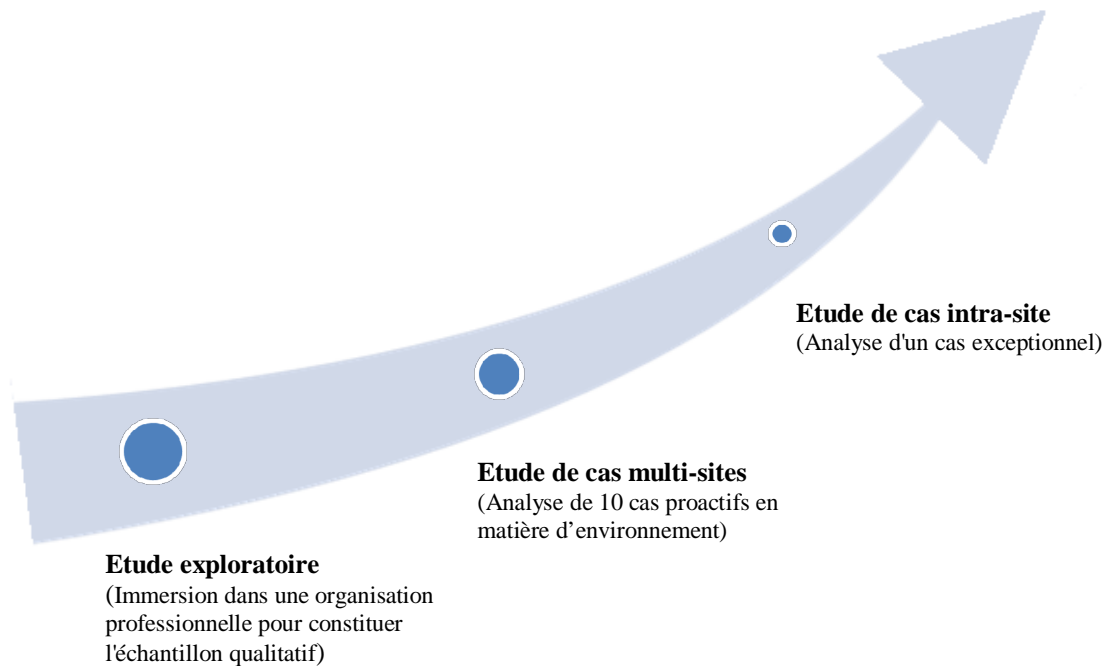 Etude de cas intra-site
(Analyse d'un cas exceptionnel)
Etude de cas multi-sites
(Analyse de 10 cas proactifs en
matière d’environnement)
Etude exploratoire
(Immersion dans une organisation
professionnelle pour constituer
l'échantillon qualitatif)